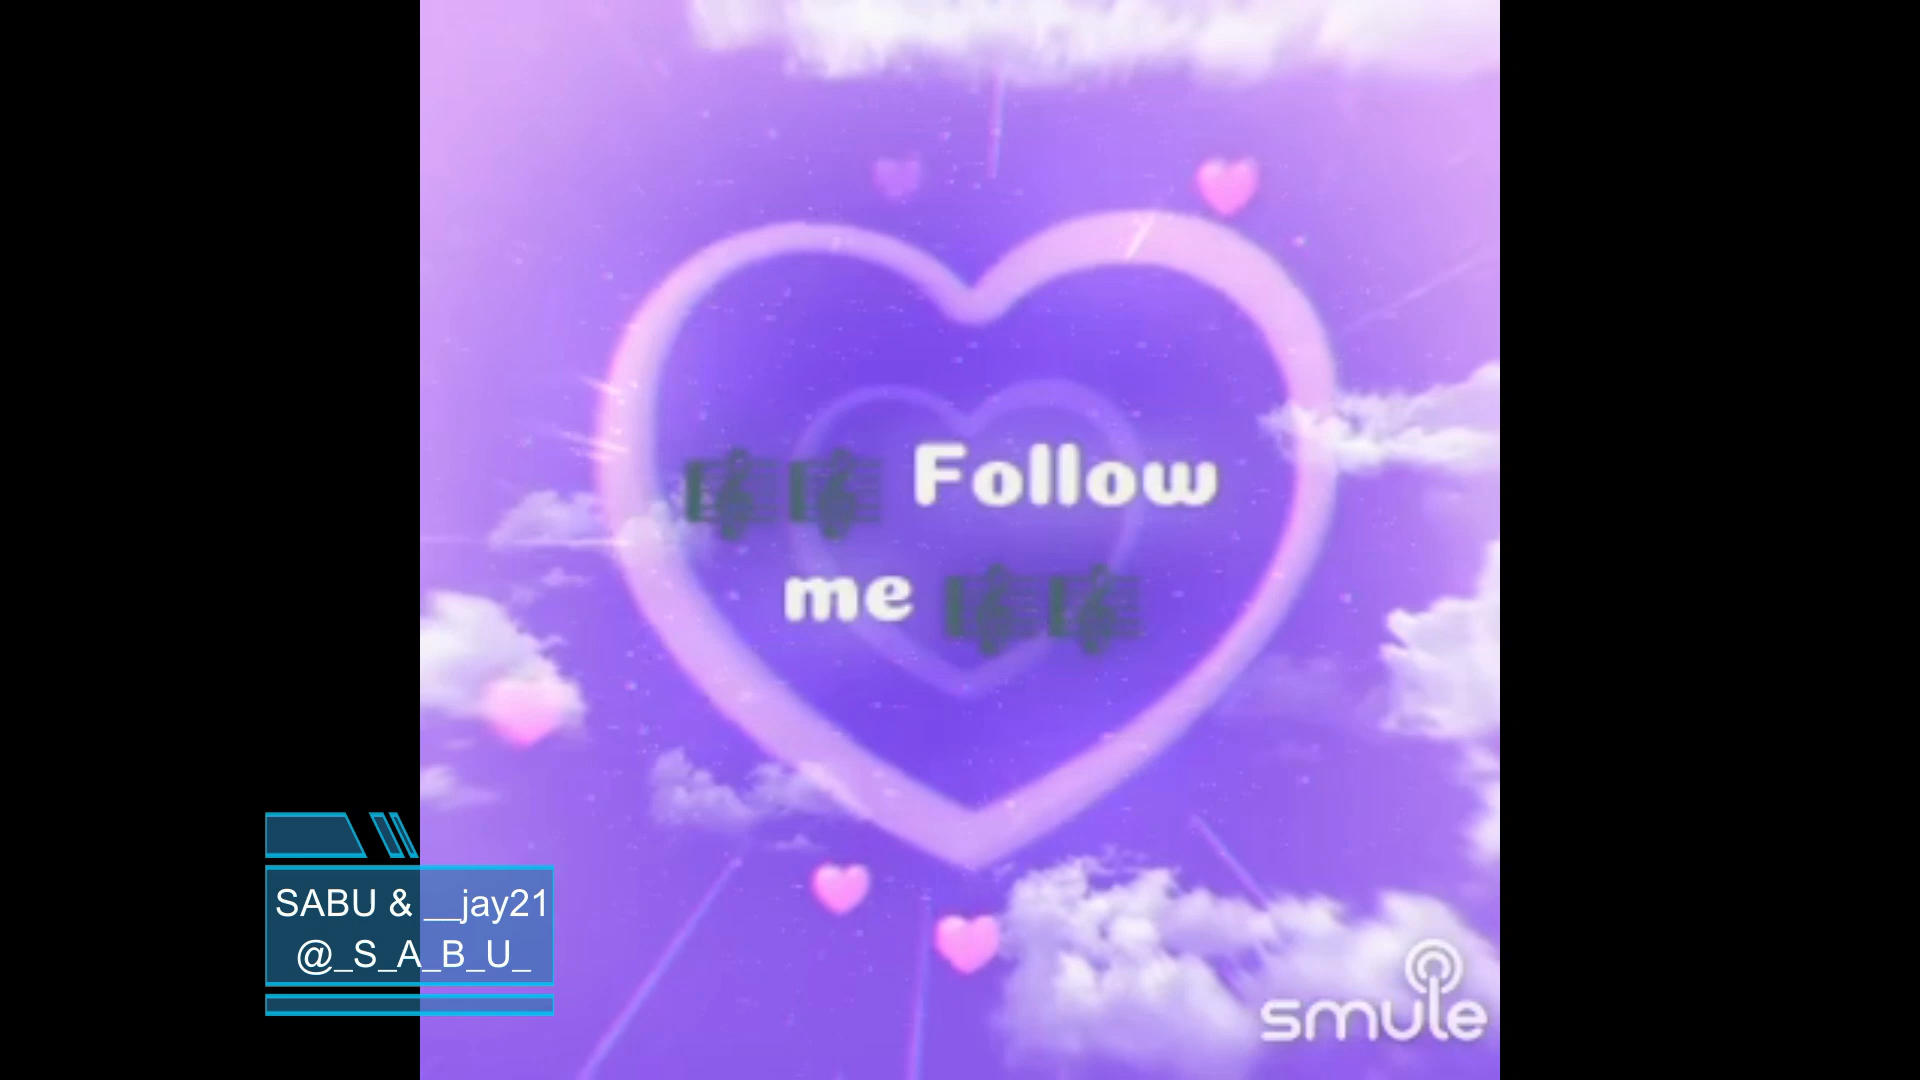 🎼🎼 Follow
me 🎼🎼
SABU & __jay21
@_S_A_B_U_
smule